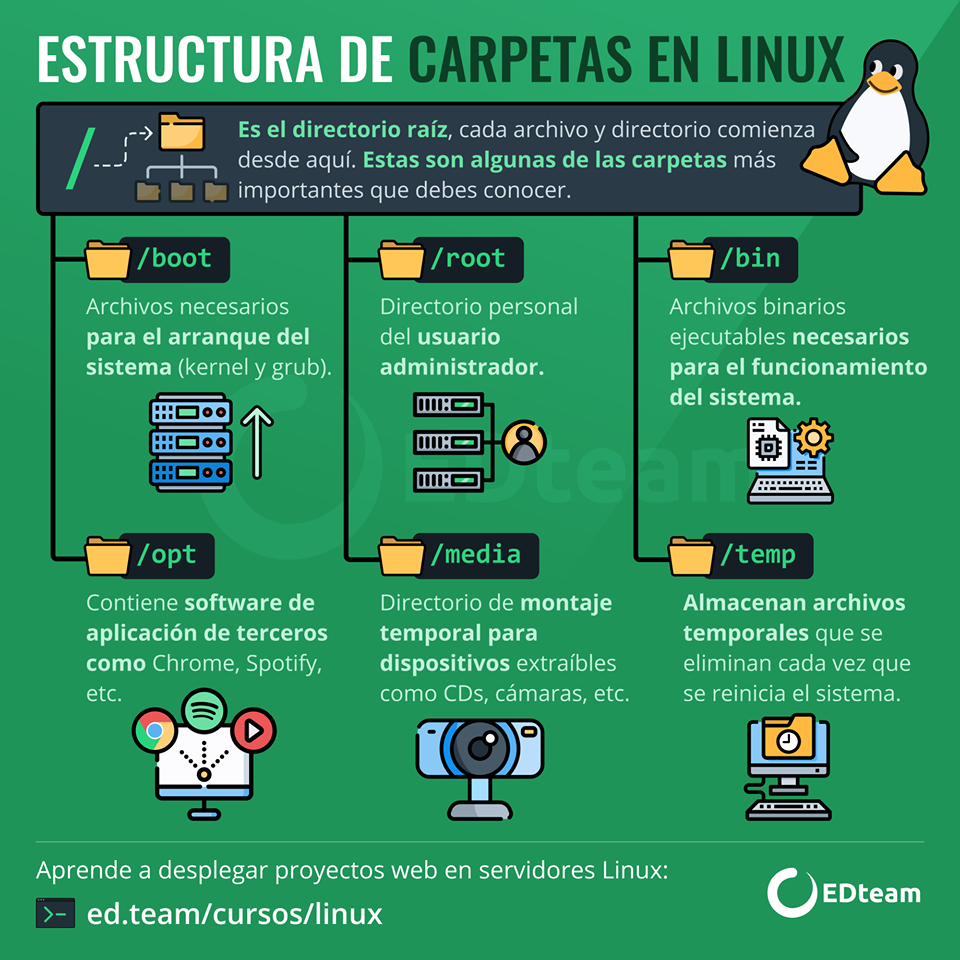 ESTRUCTURA DE CARPETAS EN LINUX
/
Es el directorio raíz, cada archivo y directorio comienza
desde aquí. Estas son algunas de las carpetas más
importantes que debes conocer.
/boot
Archivos necesarios
para el arranque del
sistema (kernel y grub).
/root
Directorio personal
del usuario
administrador.
/bin
Archivos binarios
ejecutables necesarios
para el funcionamiento
del sistema.
EDteam
/opt
Contiene software de
aplicación de terceros
como Chrome, Spotify,
etc.
/media
Directorio de montaje
temporal para
dispositivos extraíbles
como CDs, cámaras, etc.
/temp
Almacenan archivos
temporales que se
eliminan cada vez que
se reinicia el sistema.
Aprende a desplegar proyectos web en servidores Linux:
ed.team/cursos/linux
EDteam